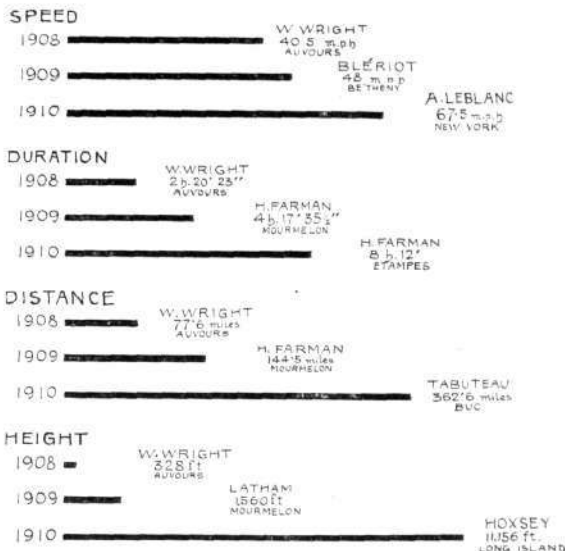 SPEED
1908 W WRIGHT
40.5 m.p.h
AUVOURS
1909 BLÉRIOT
48 m.p.h
BETHENY
1910 A.LEBLANC
67.5 m.p.h
NEW YORK
DURATION
1908 W.WRIGHT
2h. 20' 23"
AUVOURS
1909 H.FARMAN
4h. 17' 35
MOURMELON
1910 H.FARMAN
8 h. 12'
ETAMPES
DISTANCE
1908 W.WRIGHT
77.6 miles
AUVOURS
1909 H.FARMAN
144.5 miles
MOURMELON
1910 TABUTEAU
362.6 miles
BUC
HEIGHT
1908 W.WRIGHT
328 ft
AUVOURS
1909 LATHAM
1560 ft
MOURMELON
1910 HOXSEY
11.156 ft.
LONG ISLAND